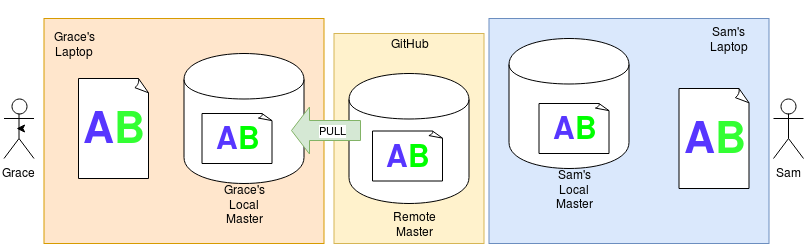 Grace's
Laptop
GitHub
Sam's
Laptop
AB
AB
PULL
AB
AB
AB
Grace
Grace's
Local
Master
Remote
Master
Sam's
Local
Master
Sam